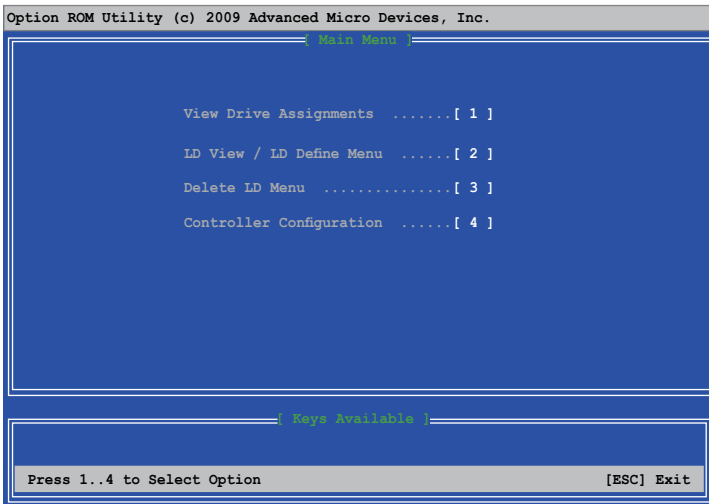 Option ROM Utility (c) 2009 Advanced Micro Devices, Inc.
[ Main Menu ]
View Drive Assignments .......[ 1 ]
LD View / LD Define Menu ......[ 2 ]
Delete LD Menu ...............[ 3 ]
Controller Configuration ......[ 4 ]
[ Keys Available ]
Press 1..4 to Select Option [ESC] Exit